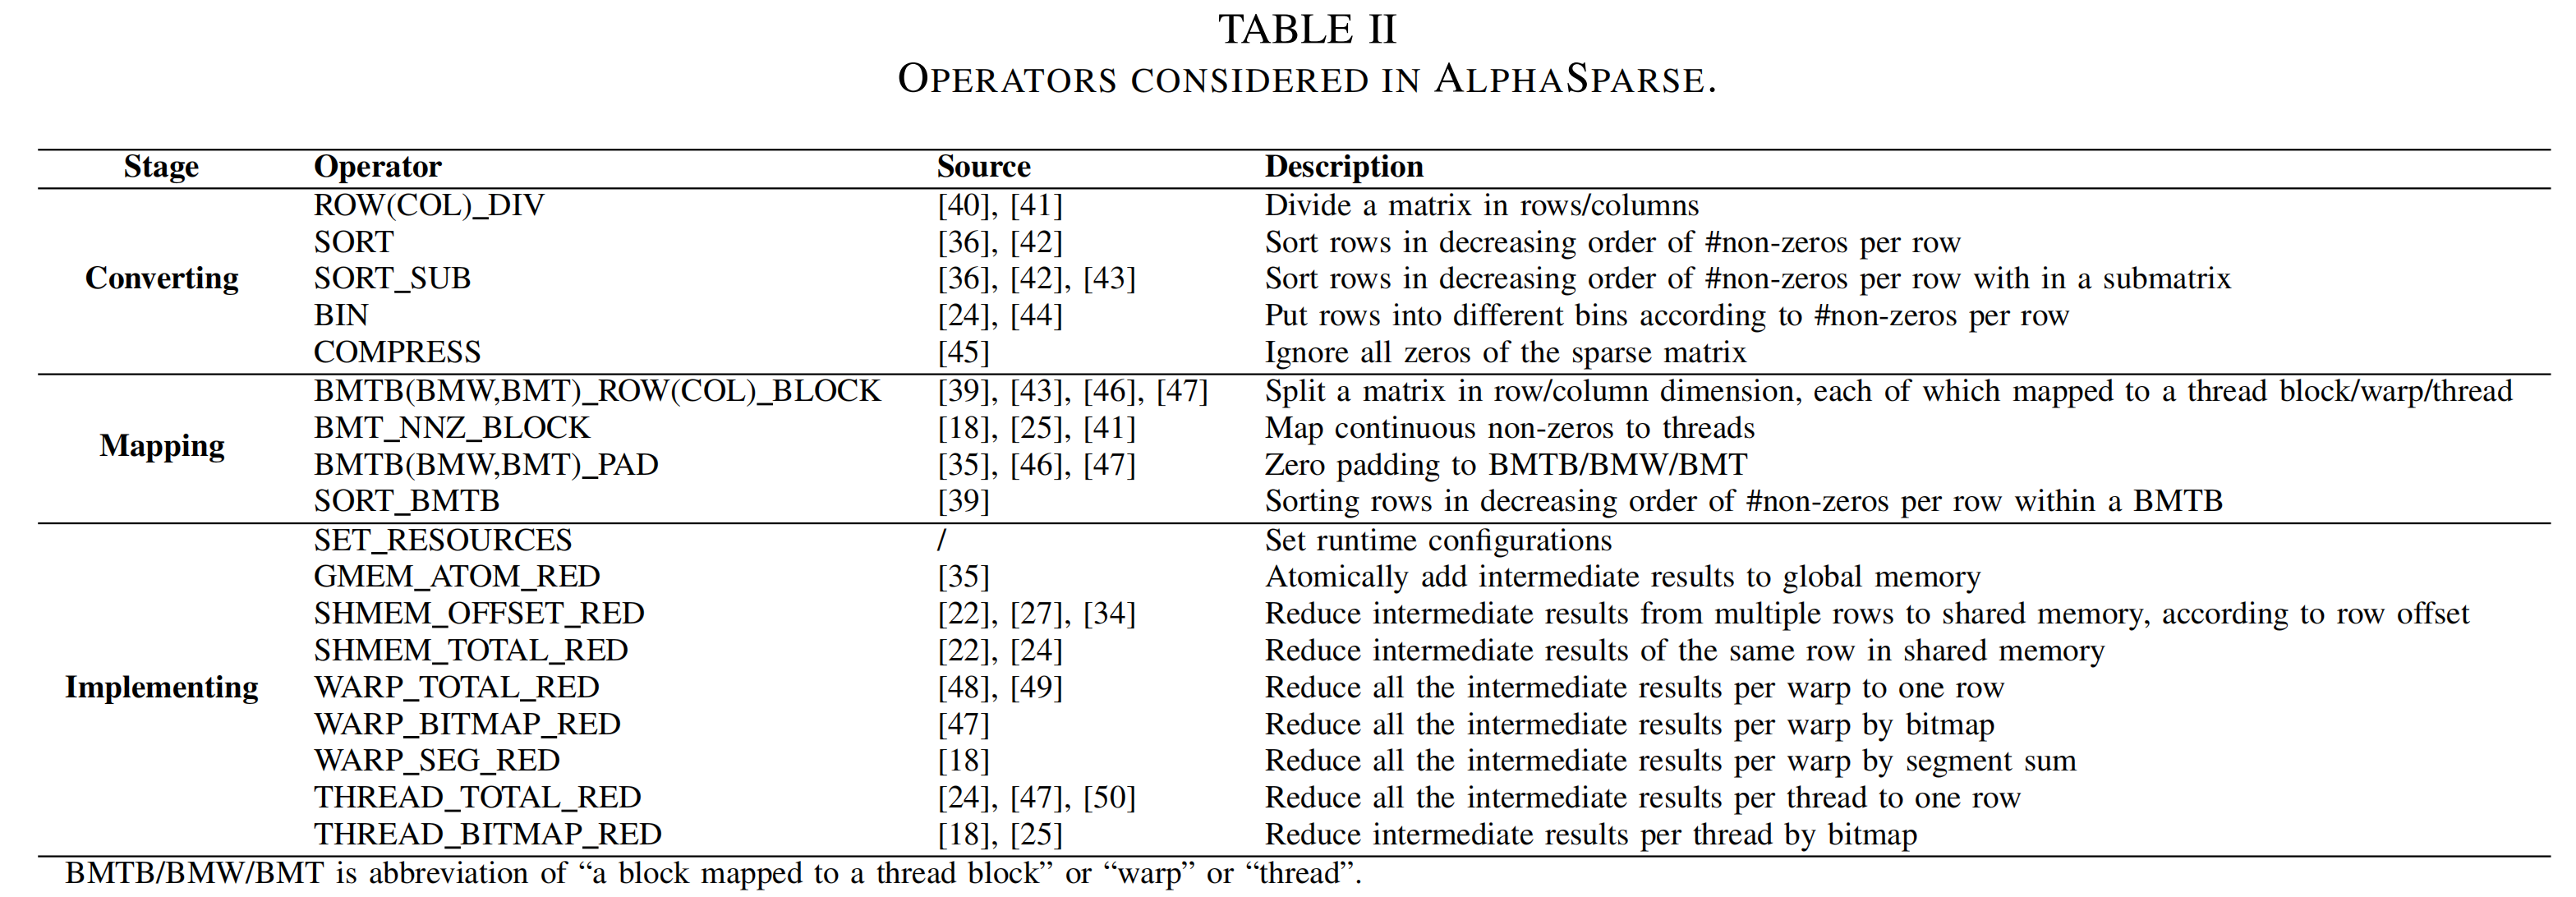 TABLE II
OPERATORS CONSIDERED IN ALPHASPARSE.
Stage Operator Source Description
ROW(COL)_DIV [40], [41] Divide a matrix in rows/columns
SORT [36], [42] Sort rows in decreasing order of #non-zeros per row
Converting SORT_SUB [36], [42], [43] Sort rows in decreasing order of #non-zeros per row with in a submatrix
BIN [24], [44] Put rows into different bins according to #non-zeros per row
COMPRESS [45] Ignore all zeros of the sparse matrix
BMTB(BMW,BMT)_ROW(COL)_BLOCK [39], [43], [46], [47] Split a matrix in row/column dimension, each of which mapped to a thread block/warp/thread
Mapping BMT_NNZ_BLOCK [18], [25], [41] Map continuous non-zeros to threads
BMTB(BMW,BMT)_PAD [35], [46], [47] Zero padding to BMTB/BMW/BMT
SORT_BMTB [39] Sorting rows in decreasing order of #non-zeros per row within a BMTB
SET_RESOURCES / Set runtime configurations
GMEM_ATOM_RED [35] Atomically add intermediate results to global memory
SHMEM_OFFSET_RED [22], [27], [34] Reduce intermediate results from multiple rows to shared memory, according to row offset
SHMEM_TOTAL_RED [22], [24] Reduce intermediate results of the same row in shared memory
Implementing WARP_TOTAL_RED [48], [49] Reduce all the intermediate results per warp to one row
WARP_BITMAP_RED [47] Reduce all the intermediate results per warp by bitmap
WARP_SEG_RED [18] Reduce all the intermediate results per warp by segment sum
THREAD_TOTAL_RED [24], [47], [50] Reduce all the intermediate results per thread to one row
THREAD_BITMAP_RED [18], [25] Reduce intermediate results per thread by bitmap
BMTB/BMW/BMT is abbreviation of “a block mapped to a thread block” or “warp” or “thread”.